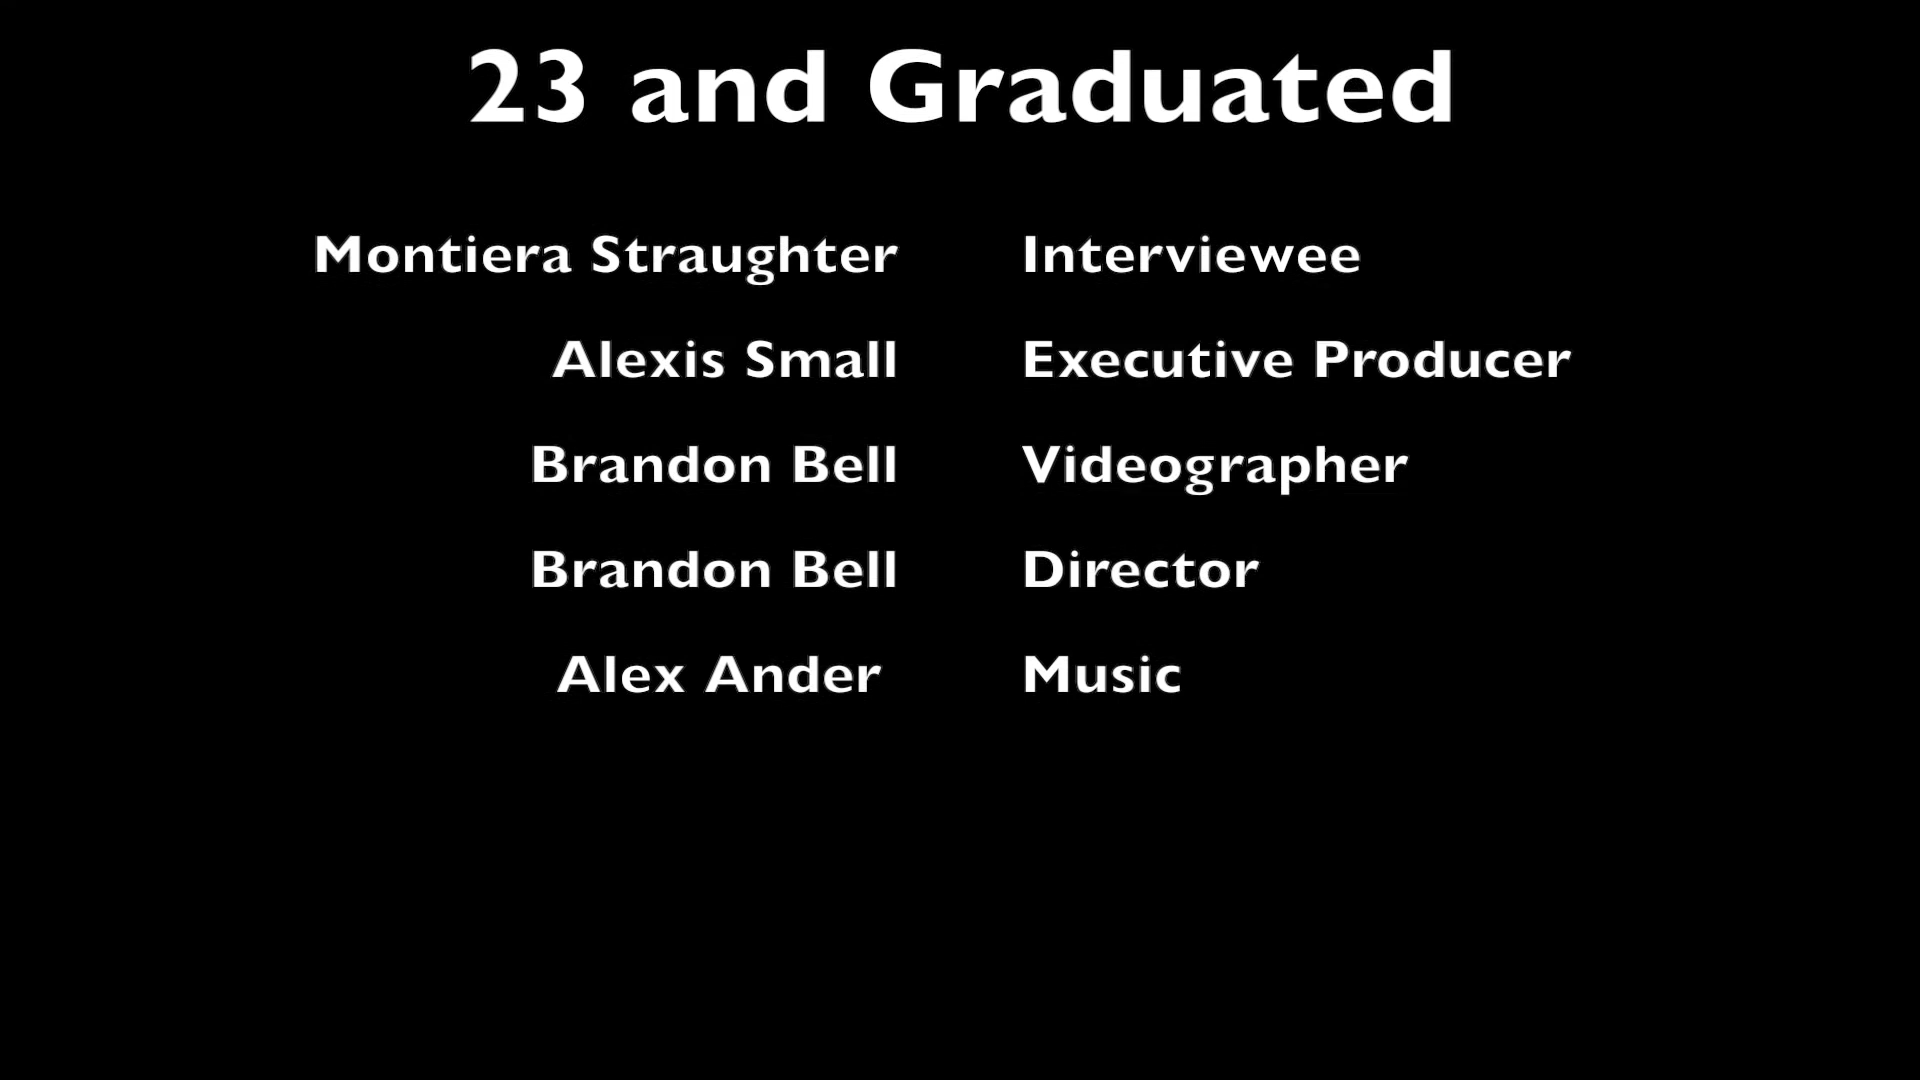 23 and Graduated
Montiera Straughter Interviewee
Alexis Small Executive Producer
Brandon Bell Videographer
Brandon Bell Director
Alex Ander Music